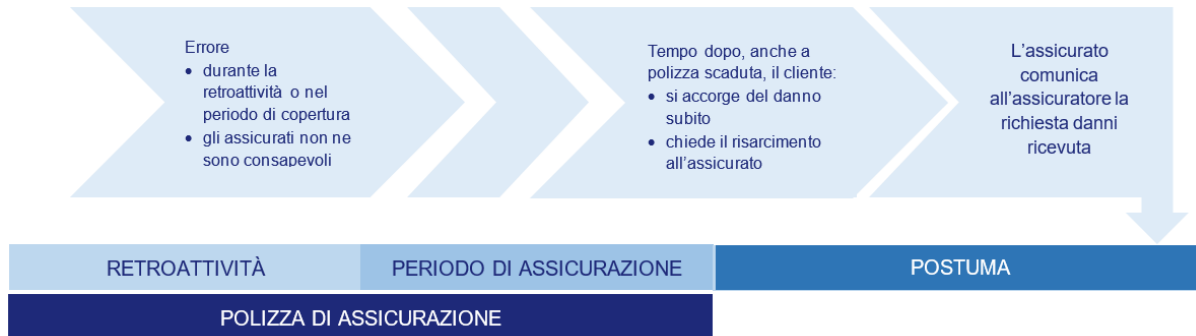 Errore
• durante la
retroattività o nel
periodo di copertura
• gli assicurati non ne
sono consapevoli
Tempo dopo, anche a
polizza scaduta, il cliente:
• si accorge del danno
subito
• chiede il risarcimento
all'assicurato
L'assicurato
comunica
all'assicuratore la
richiesta danni
ricevuta
RETROATTIVITÀ
PERIODO DI ASSICURAZIONE
POSTUMA
POLIZZA DI ASSICURAZIONE